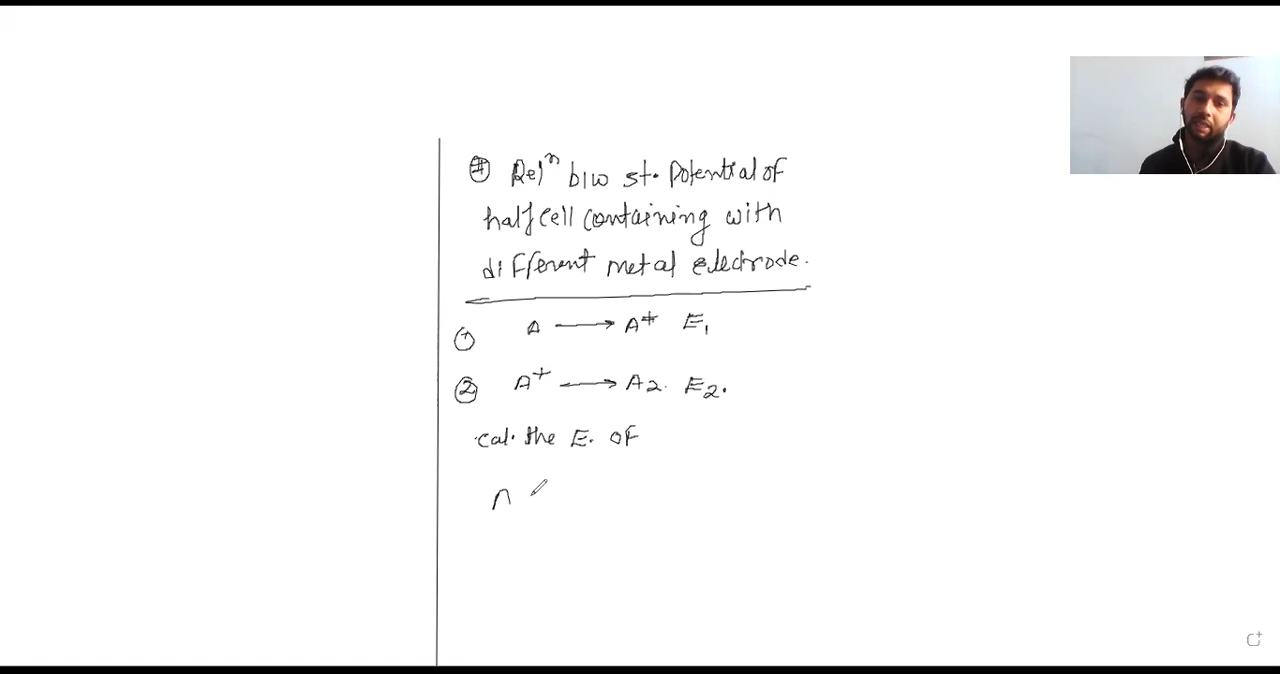 # Relⁿ b/w st. Potential of
half cell containing with
different metal electrode.
① A → A⁺ E₁
② A⁺ → A2. E₂.
cal. the E. of